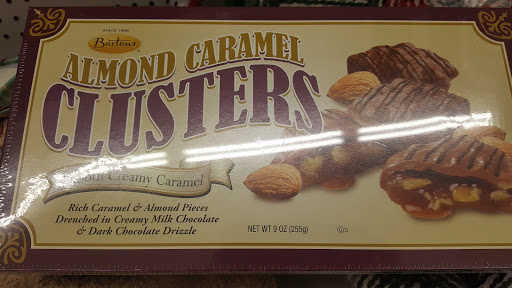 SINCE 1938
Bartons
ALMOND CARAMEL
CLUSTERS
Creamy Caramel
Rich Caramel & Almond Pieces
Drenched in Creamy Milk Chocolate
& Dark Chocolate Drizzle
NET WT 9 OZ (255g)
U D